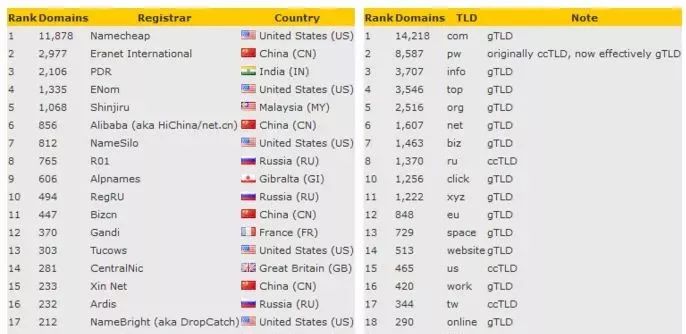 Rank Domains Registrar Country
1 11,878 Namecheap United States (US)
2 2,977 Eranet International China (CN)
3 2,106 PDR India (IN)
4 1,335 ENom United States (US)
5 1,068 Shinjiru Malaysia (MY)
6 856 Alibaba (aka HiChina/net.cn) China (CN)
7 812 NameSilo United States (US)
8 765 R01 Russia (RU)
9 606 Alpnames Gibralta (GI)
10 494 RegRU Russia (RU)
11 447 Bizcn China (CN)
12 370 Gandi France (FR)
13 303 Tucows United States (US)
14 281 CentralNic Great Britain (GB)
15 233 Xin Net China (CN)
16 232 Ardis Russia (RU)
17 212 NameBright (aka DropCatch) United States (US)
Rank Domains TLD Note
1 14,218 com gTLD
2 8,587 pw originally ccTLD, now effectively gTLD
3 3,707 info gTLD
4 3,546 top gTLD
5 2,516 org gTLD
6 1,607 net gTLD
7 1,463 biz gTLD
8 1,370 ru ccTLD
10 1,256 click gTLD
11 1,222 xyz gTLD
12 848 eu ccTLD
13 729 space gTLD
14 513 website gTLD
15 465 us ccTLD
16 420 work gTLD
17 344 tw ccTLD
18 290 online gTLD